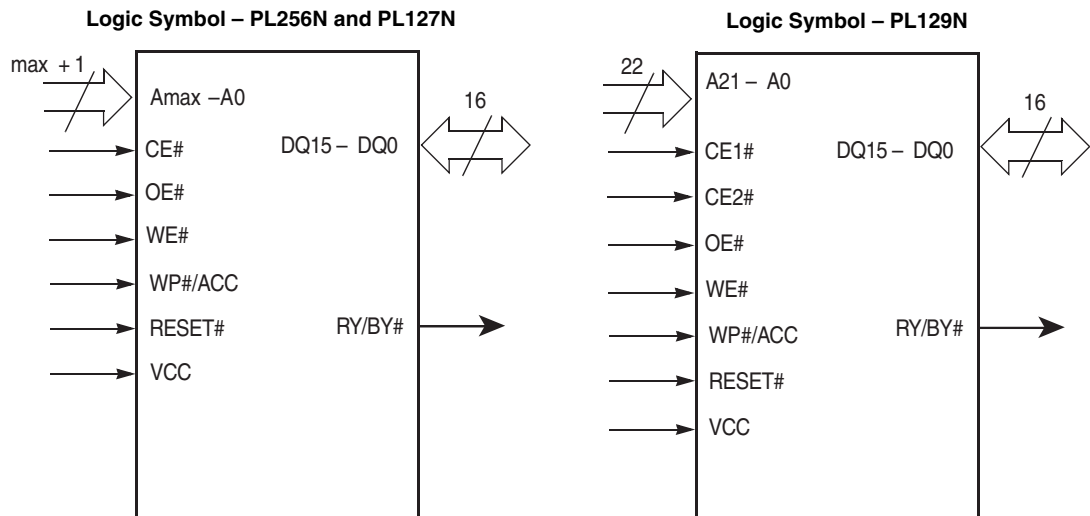 Logic Symbol – PL256N and PL127N
max + 1
Amax –A0
16
CE#
DQ15 – DQ0
OE#
WE#
WP#/ACC
RESET#
RY/BY#
VCC
Logic Symbol – PL129N
22
A21 – A0
16
CE1#
DQ15 – DQ0
CE2#
OE#
WE#
WP#/ACC
RY/BY#
RESET#
VCC